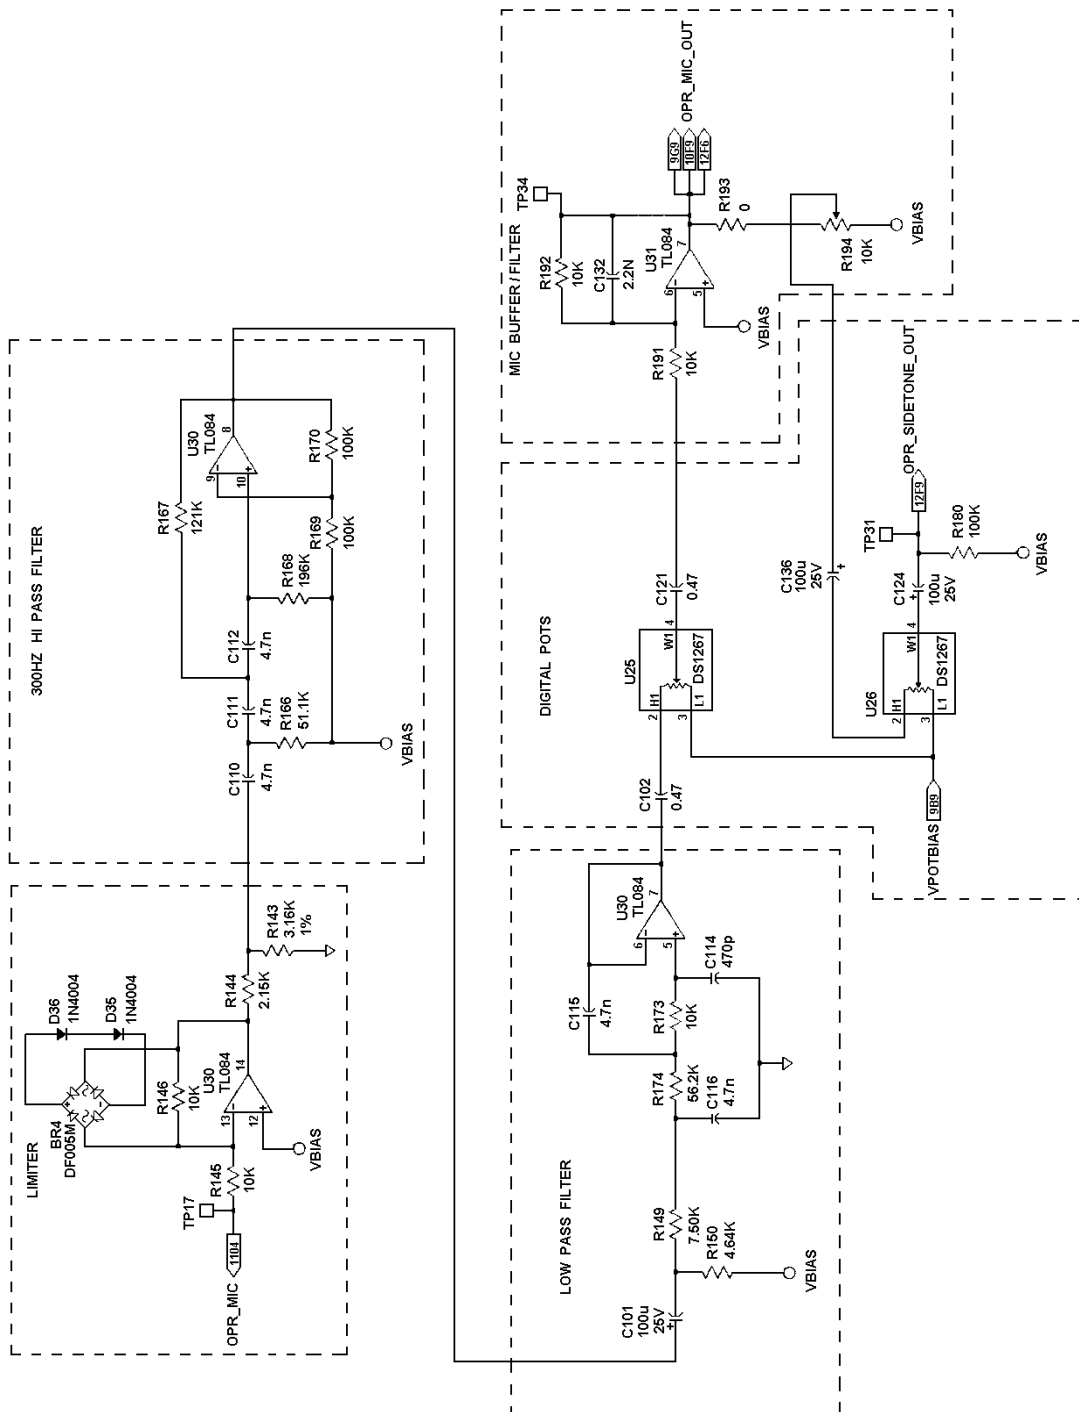 LIMITER
OPR_MIC
1104
TP17
R145
10K
BR4
DF005M
D36
1N4004
D35
1N4004
R146
10K
U30
TL084
13
12
14
VBIAS
R144
2.15K
R143
3.16K
1%
300HZ HI PASS FILTER
C110
4.7n
R166
51.1K
C111
4.7n
C112
4.7n
R167
121K
R168
196K
R169
100K
R170
100K
U30
TL084
9
10
8
VBIAS
LOW PASS FILTER
C101
100u
25V
R149
7.50K
R150
4.64K
VBIAS
R174
56.2K
C116
4.7n
C115
4.7n
R173
10K
C114
470p
U30
TL084
6
5
7
DIGITAL POTS
C102
0.47
U25
DS1267
H1
L1
W1
2
3
4
C121
0.47
VPOTBIAS
9B9
U26
DS1267
H1
L1
W1
2
3
4
C124
100u
25V
C136
100u
25V
TP31
R180
100K
VBIAS
12F9
OPR_SIDETONE_OUT
MIC BUFFER/FILTER
R191
10K
R192
10K
C132
2.2N
TP34
U31
TL084
6
5
7
VBIAS
R193
0
R194
10K
VBIAS
9G9
10F9
12F6
OPR_MIC_OUT